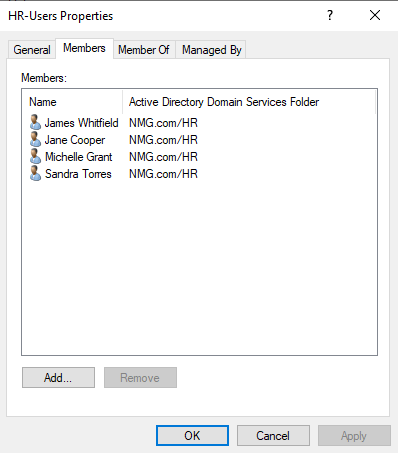 HR-Users Properties
General Members Member Of Managed By
Members:
Name Active Directory Domain Services Folder
James Whitfield NMG.com/HR
Jane Cooper NMG.com/HR
Michelle Grant NMG.com/HR
Sandra Torres NMG.com/HR
Add... Remove
OK Cancel Apply